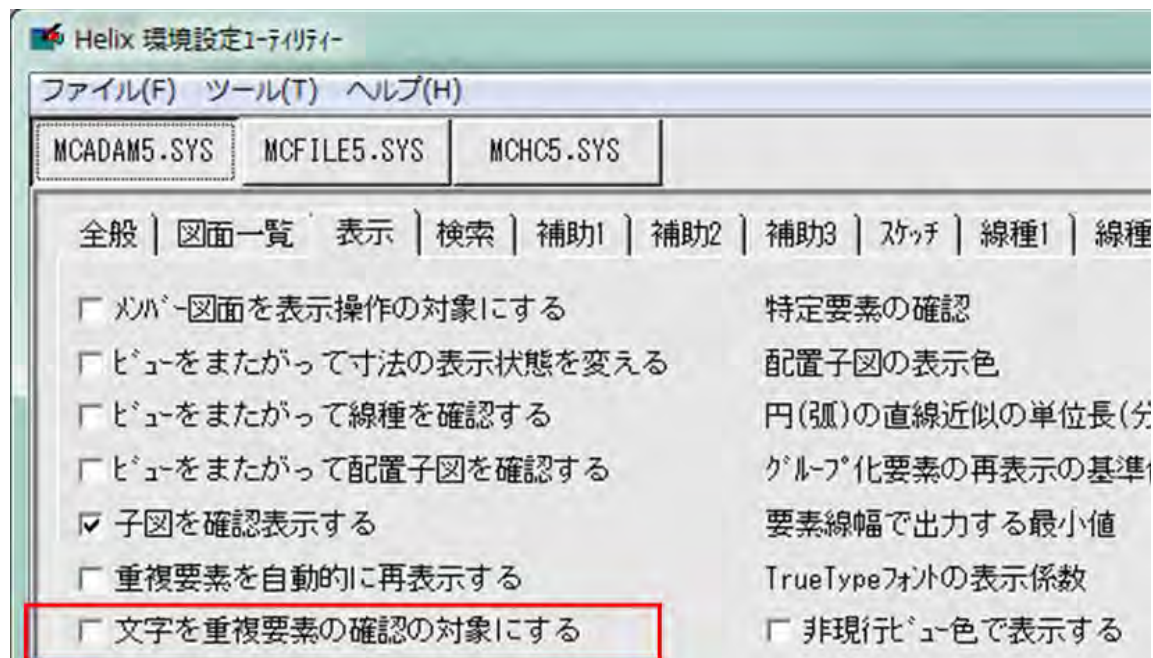 Helix 環境設定ﾕｰﾃｨﾘﾃｨｰ
ファイル(F) ツール(T) ヘルプ(H)
MCADAM5.SYS MCFILE5.SYS MCHC5.SYS
全般 図面一覧 表示 検索 補助1 補助2 補助3 ｽｹｯﾁ 線種1 線種
ﾒﾝﾊﾞｰ図面を表示操作の対象にする 特定要素の確認
ﾋﾞｭｰをまたがって寸法の表示状態を変える 配置子図の表示色
ﾋﾞｭｰをまたがって線種を確認する 円(弧)の直線近似の単位長(分
ﾋﾞｭｰをまたがって配置子図を確認する ｸﾞﾙｰﾌﾟ化要素の再表示の基準
子図を確認表示する 要素線幅で出力する最小値
重複要素を自動的に再表示する TrueTypeﾌｫﾝﾄの表示係数
文字を重複要素の確認の対象にする 非現行ﾋﾞｭｰ色で表示する